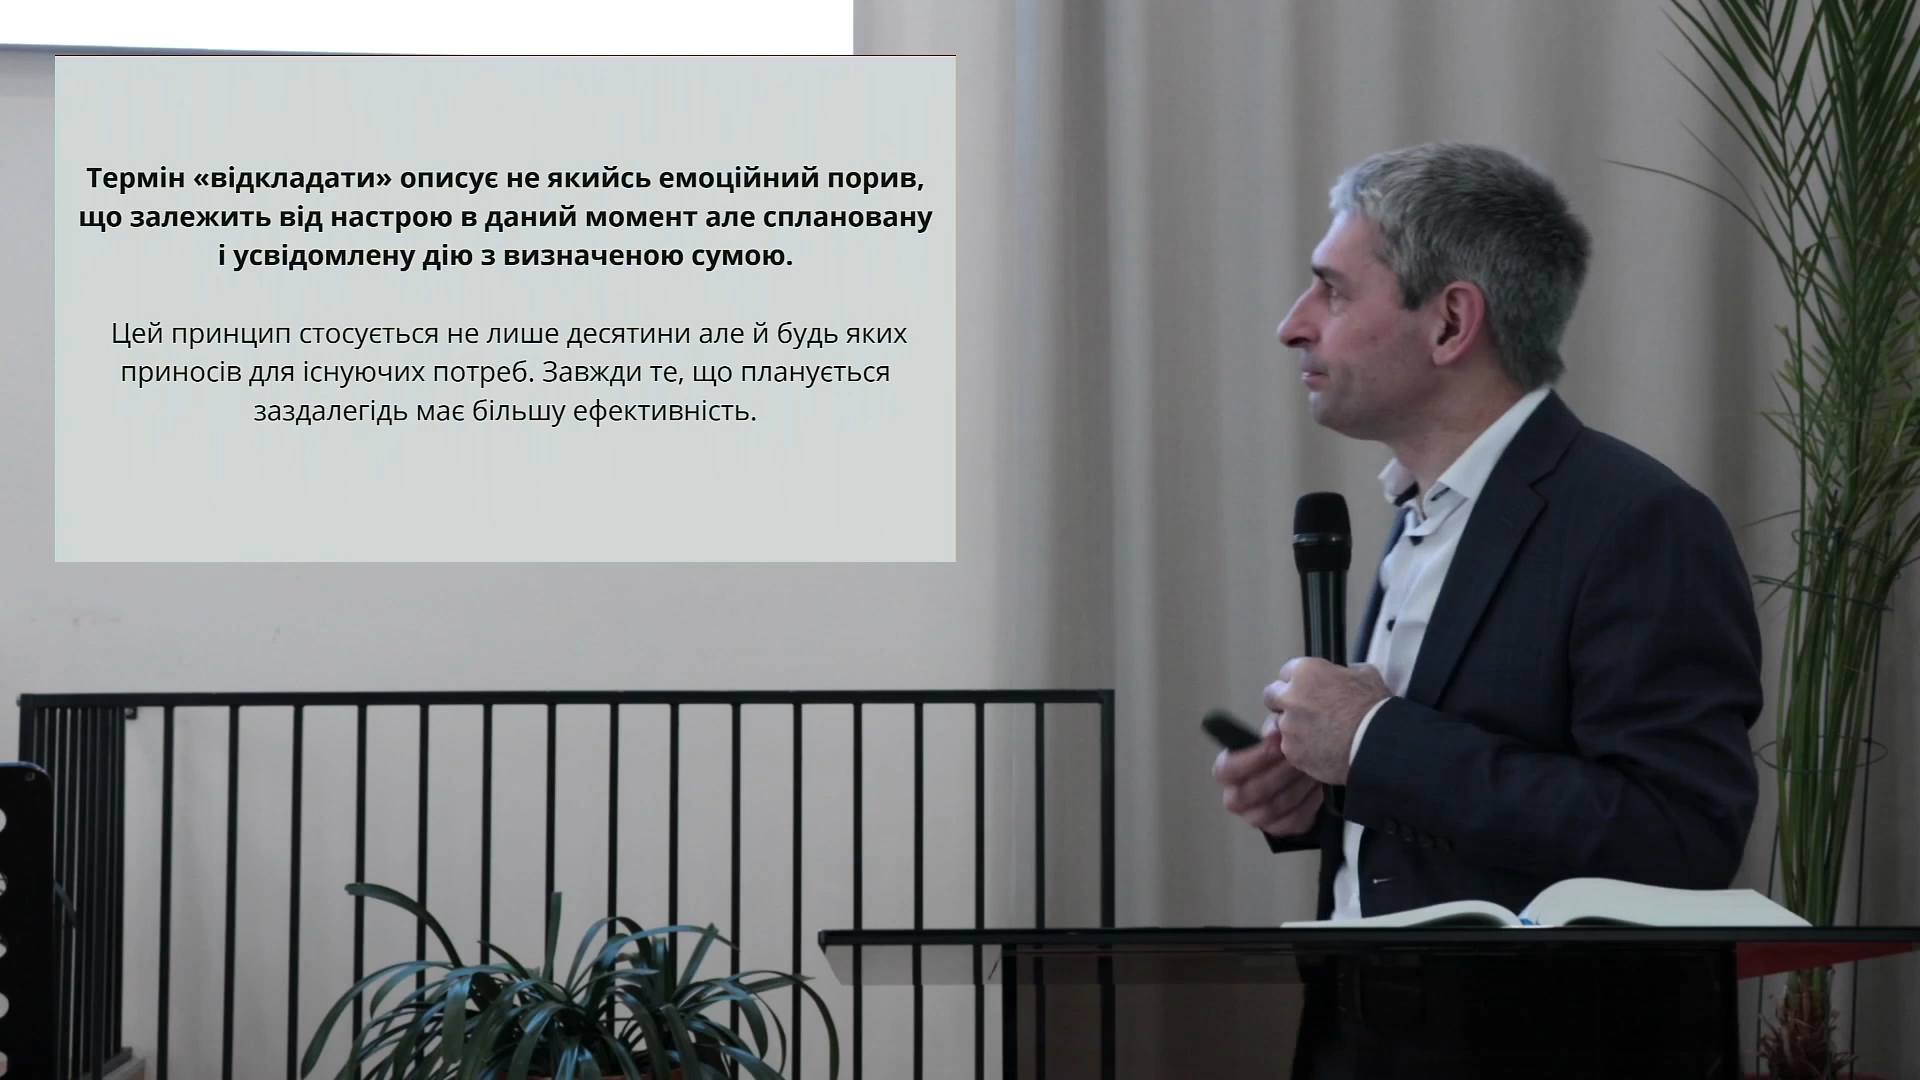 Термін «відкладати» описує не якийсь емоційний порив,
що залежить від настрою в даний момент але сплановану
і усвідомлену дію з визначеною сумою.
Цей принцип стосується не лише десятини але й будь яких
приносів для існуючих потреб. Завжди те, що планується
заздалегідь має більшу ефективність.